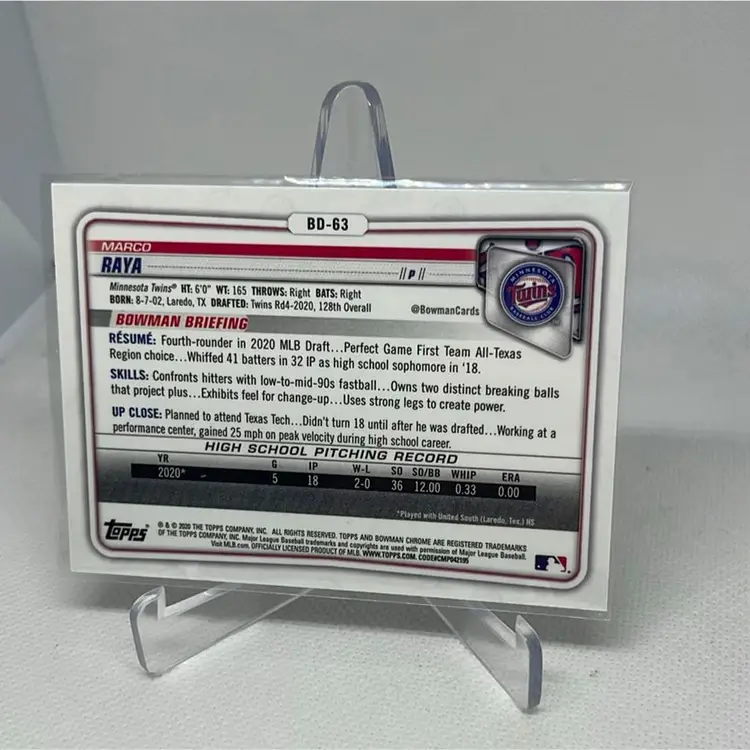 BD-63
MARCO
RAYA
// P //
Minnesota Twins® HT: 6'0" WT: 165 THROWS: Right BATS: Right
BORN: 8-7-02, Laredo, TX DRAFTED: Twins Rd4-2020, 128th Overall
@BowmanCards
MINNESOTA
Twins
BASEBALL CLUB
BOWMAN BRIEFING
RÉSUMÉ: Fourth-rounder in 2020 MLB Draft...Perfect Game First Team All-Texas
Region choice...Whiffed 41 batters in 32 IP as high school sophomore in '18.
SKILLS: Confronts hitters with low-to-mid-90s fastball...Owns two distinct breaking balls
that project plus...Exhibits feel for change-up...Uses strong legs to create power.
UP CLOSE: Planned to attend Texas Tech...Didn't turn 18 until after he was drafted...Working at a
performance center, gained 25 mph on peak velocity during high school career.
HIGH SCHOOL PITCHING RECORD
YR G IP W-L SO SO/BB WHIP ERA
2020* 5 18 2-0 36 12.00 0.33 0.00
*Played with United South (Laredo, Tex.) HS
Topps
® & © 2020 THE TOPPS COMPANY, INC. ALL RIGHTS RESERVED. TOPPS AND BOWMAN CHROME ARE REGISTERED TRADEMARKS
OF THE TOPPS COMPANY, INC. Major League Baseball trademarks and copyrights are used with permission of Major League Baseball.
Visit MLB.com. OFFICIALLY LICENSED PRODUCT OF MLB. WWW.TOPPS.COM. CODE#CMP042195